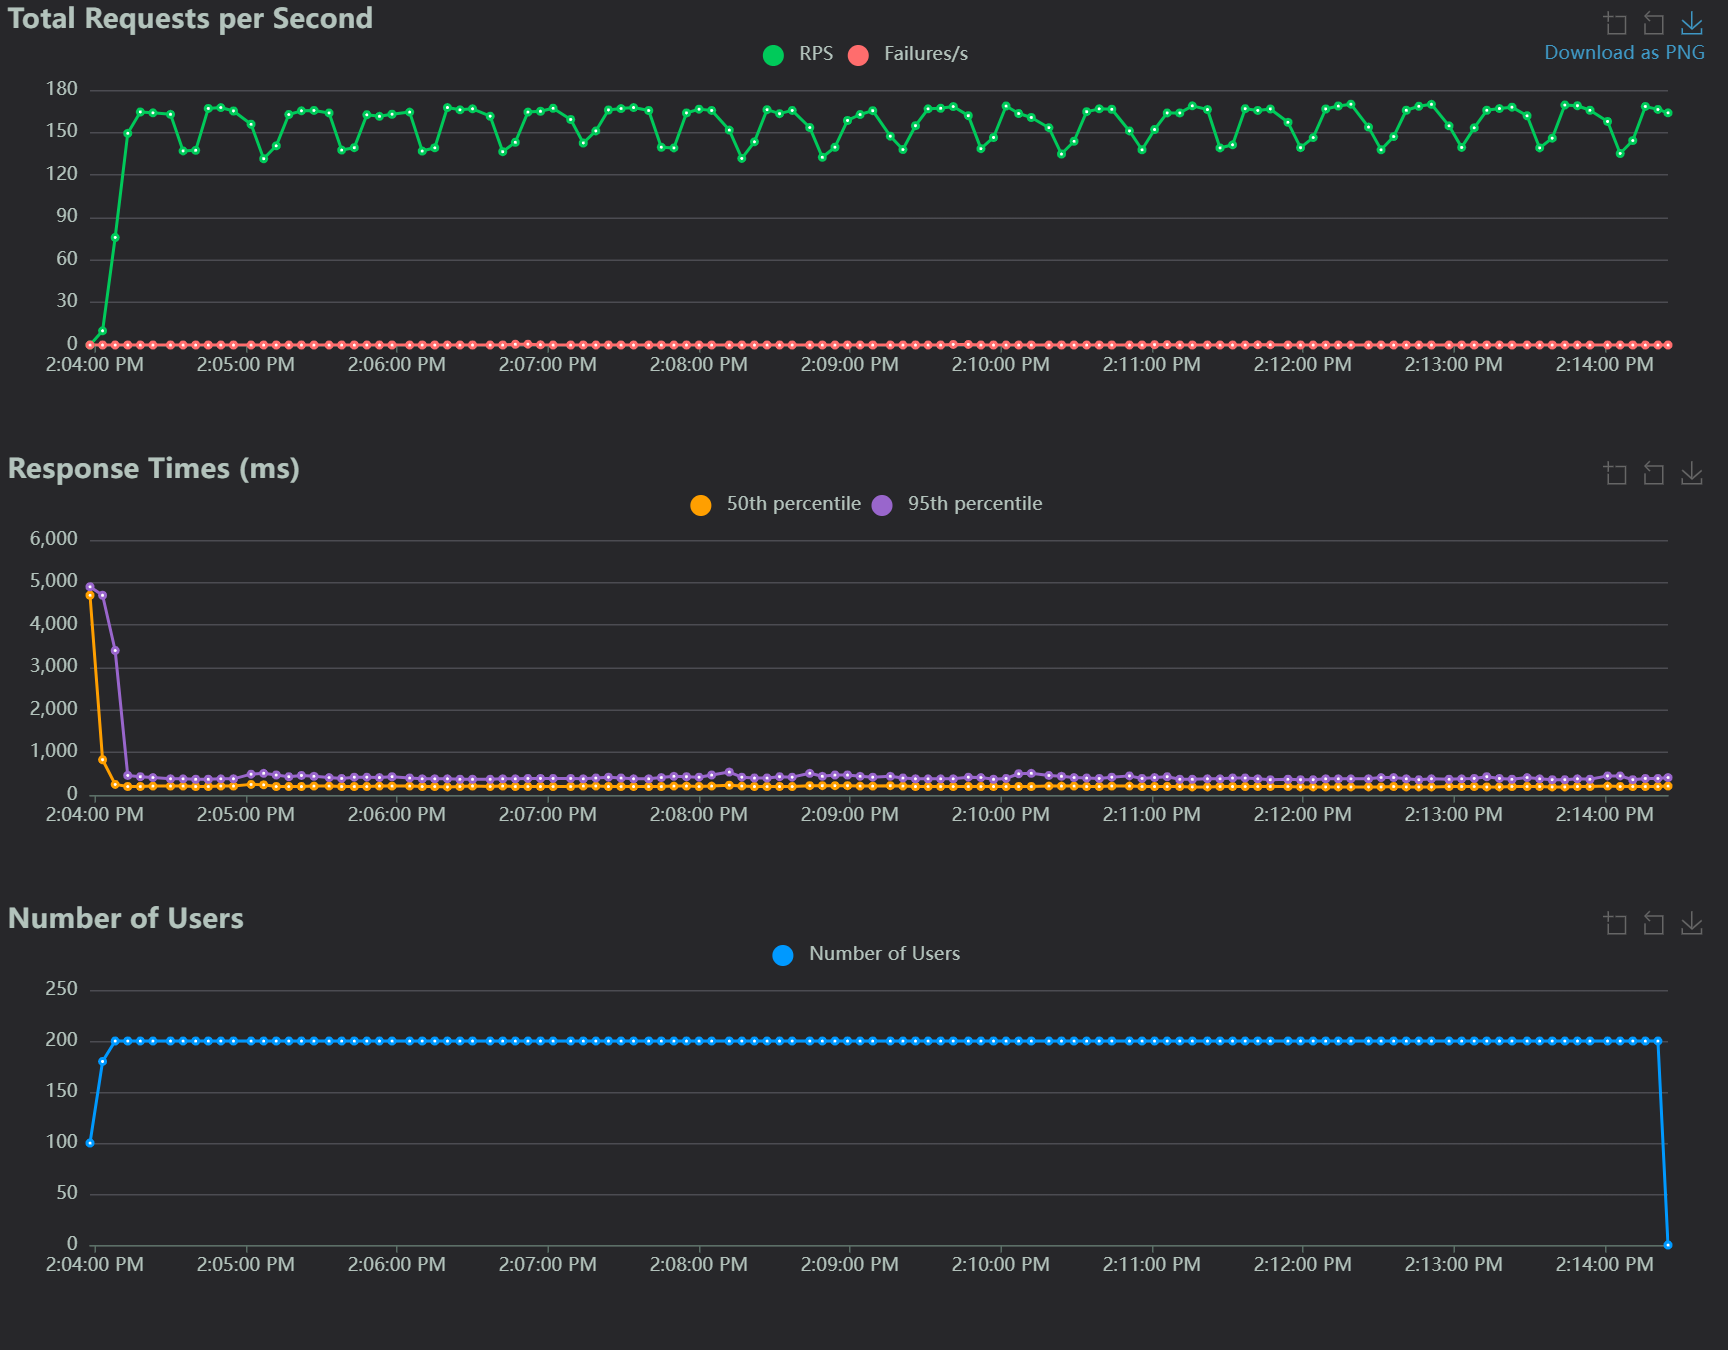 Total Requests per Second
RPS Failures/s
Download as PNG
180
150
120
90
60
30
0
2:04:00 PM 2:05:00 PM 2:06:00 PM 2:07:00 PM 2:08:00 PM 2:09:00 PM 2:10:00 PM 2:11:00 PM 2:12:00 PM 2:13:00 PM 2:14:00 PM
Response Times (ms)
50th percentile 95th percentile
6,000
5,000
4,000
3,000
2,000
1,000
0
2:04:00 PM 2:05:00 PM 2:06:00 PM 2:07:00 PM 2:08:00 PM 2:09:00 PM 2:10:00 PM 2:11:00 PM 2:12:00 PM 2:13:00 PM 2:14:00 PM
Number of Users
Number of Users
250
200
150
100
50
0
2:04:00 PM 2:05:00 PM 2:06:00 PM 2:07:00 PM 2:08:00 PM 2:09:00 PM 2:10:00 PM 2:11:00 PM 2:12:00 PM 2:13:00 PM 2:14:00 PM